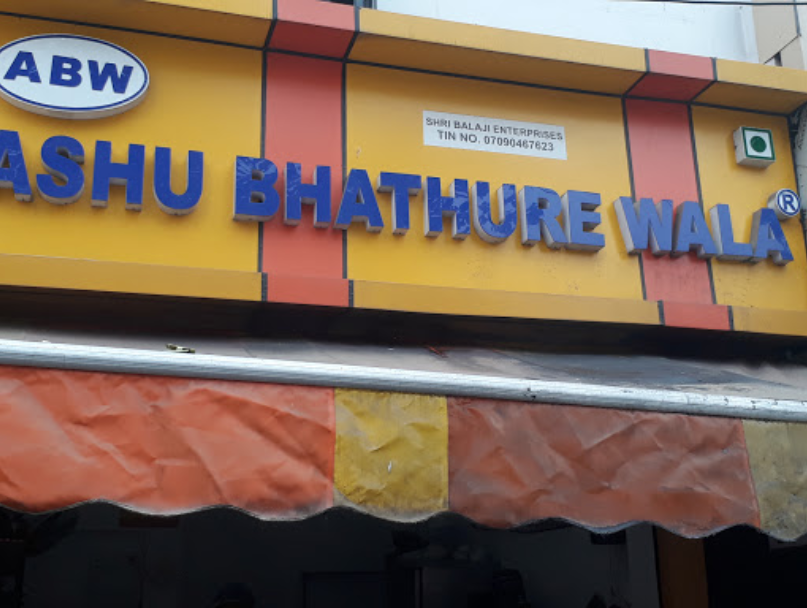 ABW
SHRI BALAJI ENTERPRISES
TIN NO. 07090467623
ASHU BHATHURE WALA ®